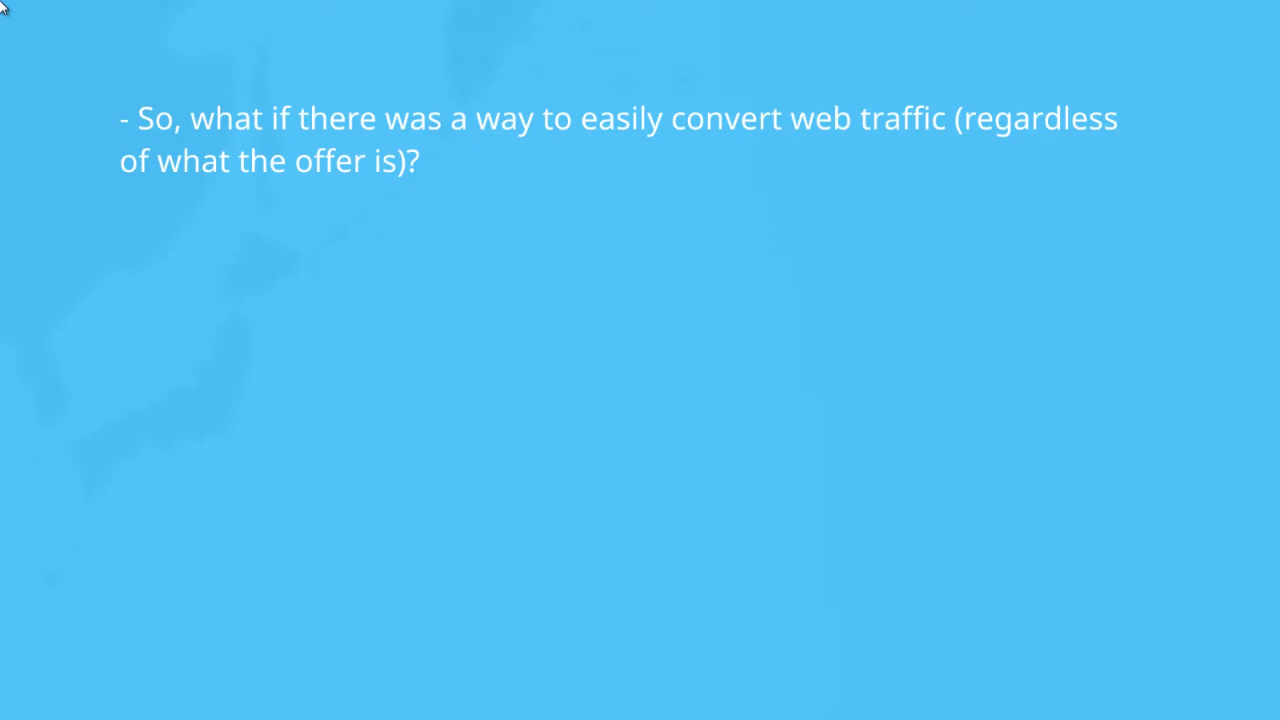 - So, what if there was a way to easily convert web traffic (regardless
of what the offer is)?